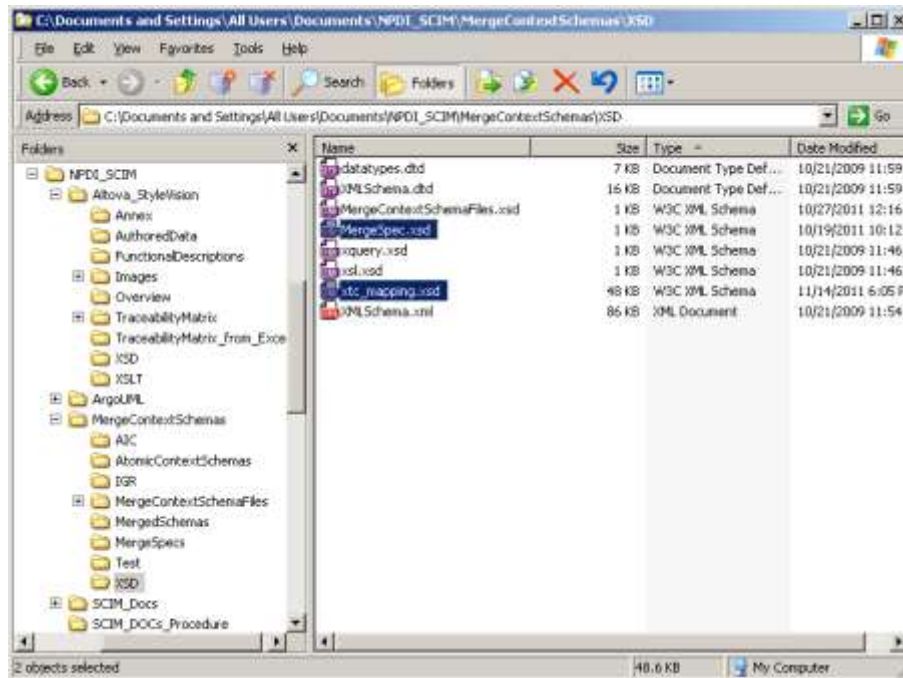 C:\Documents and Settings\All Users\Documents\NPDI_SCIM\MergeContextSchemas\XSD
File Edit View Favorites Tools Help
Back Search Folders
Address C:\Documents and Settings\All Users\Documents\NPDI_SCIM\MergeContextSchemas\XSD Go
Folders
NPDI_SCIM
Altova_StyleVision
Annex
AuthoredData
FunctionalDescriptions
Images
Overview
TraceabilityMatrix
TraceabilityMatrix_from_Exce
XSD
XSLT
ArgoUML
MergeContextSchemas
AIC
AtomicContextSchemas
IGR
MergeContextSchemaFiles
MergedSchemas
MergeSpecs
Test
XSD
SCIM_Docs
SCIM_DOCs_Procedure
Name Size Type Date Modified
datatypes.dtd 7 KB Document Type Def... 10/21/2009 11:59
XMLSchema.dtd 16 KB Document Type Def... 10/21/2009 11:59
MergeContextSchemaFiles.xsd 1 KB W3C XML Schema 10/27/2011 12:16
MergeSpec.xsd 1 KB W3C XML Schema 10/19/2011 10:12
xquery.xsd 1 KB W3C XML Schema 10/21/2009 11:46
xsl.xsd 1 KB W3C XML Schema 10/21/2009 11:46
xtc_mapping.xsd 48 KB W3C XML Schema 11/14/2011 6:05 P
XMLSchema.xml 86 KB XML Document 10/21/2009 11:54
2 objects selected 48.6 KB My Computer